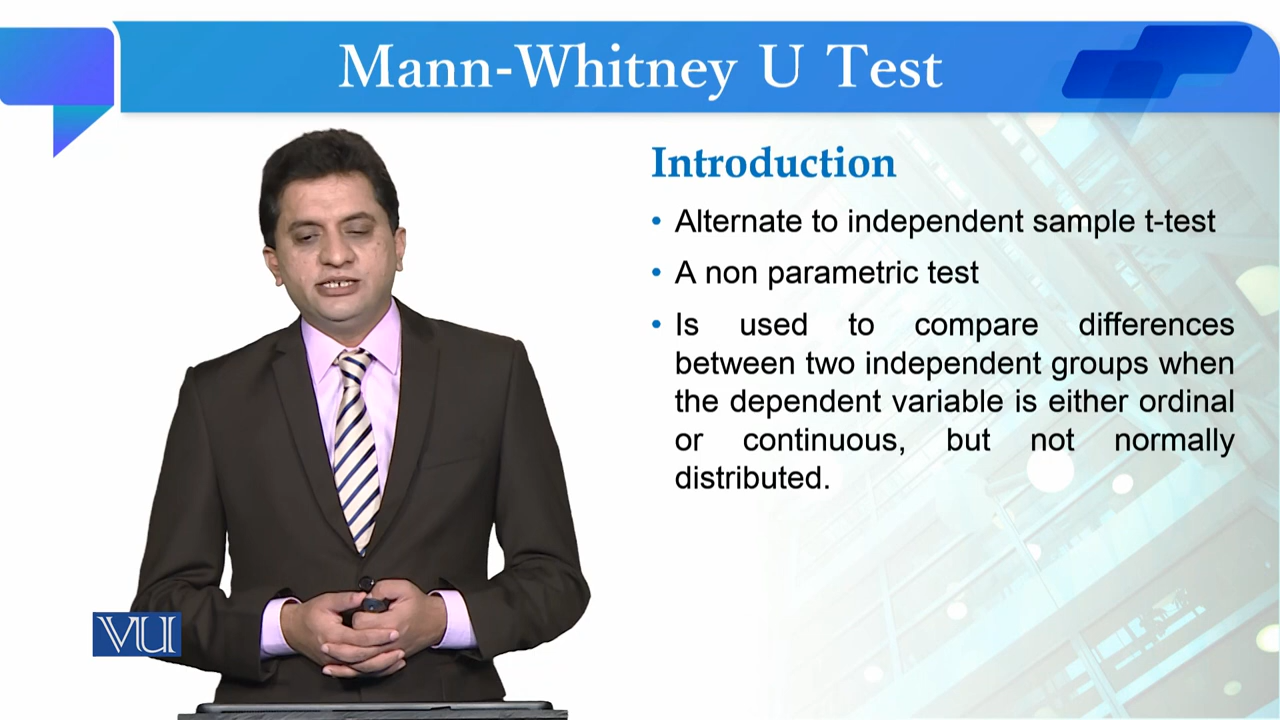 Mann-Whitney U Test
Introduction
• Alternate to independent sample t-test
• A non parametric test
• Is used to compare differences
between two independent groups when
the dependent variable is either ordinal
or continuous, but not normally
distributed.
VU